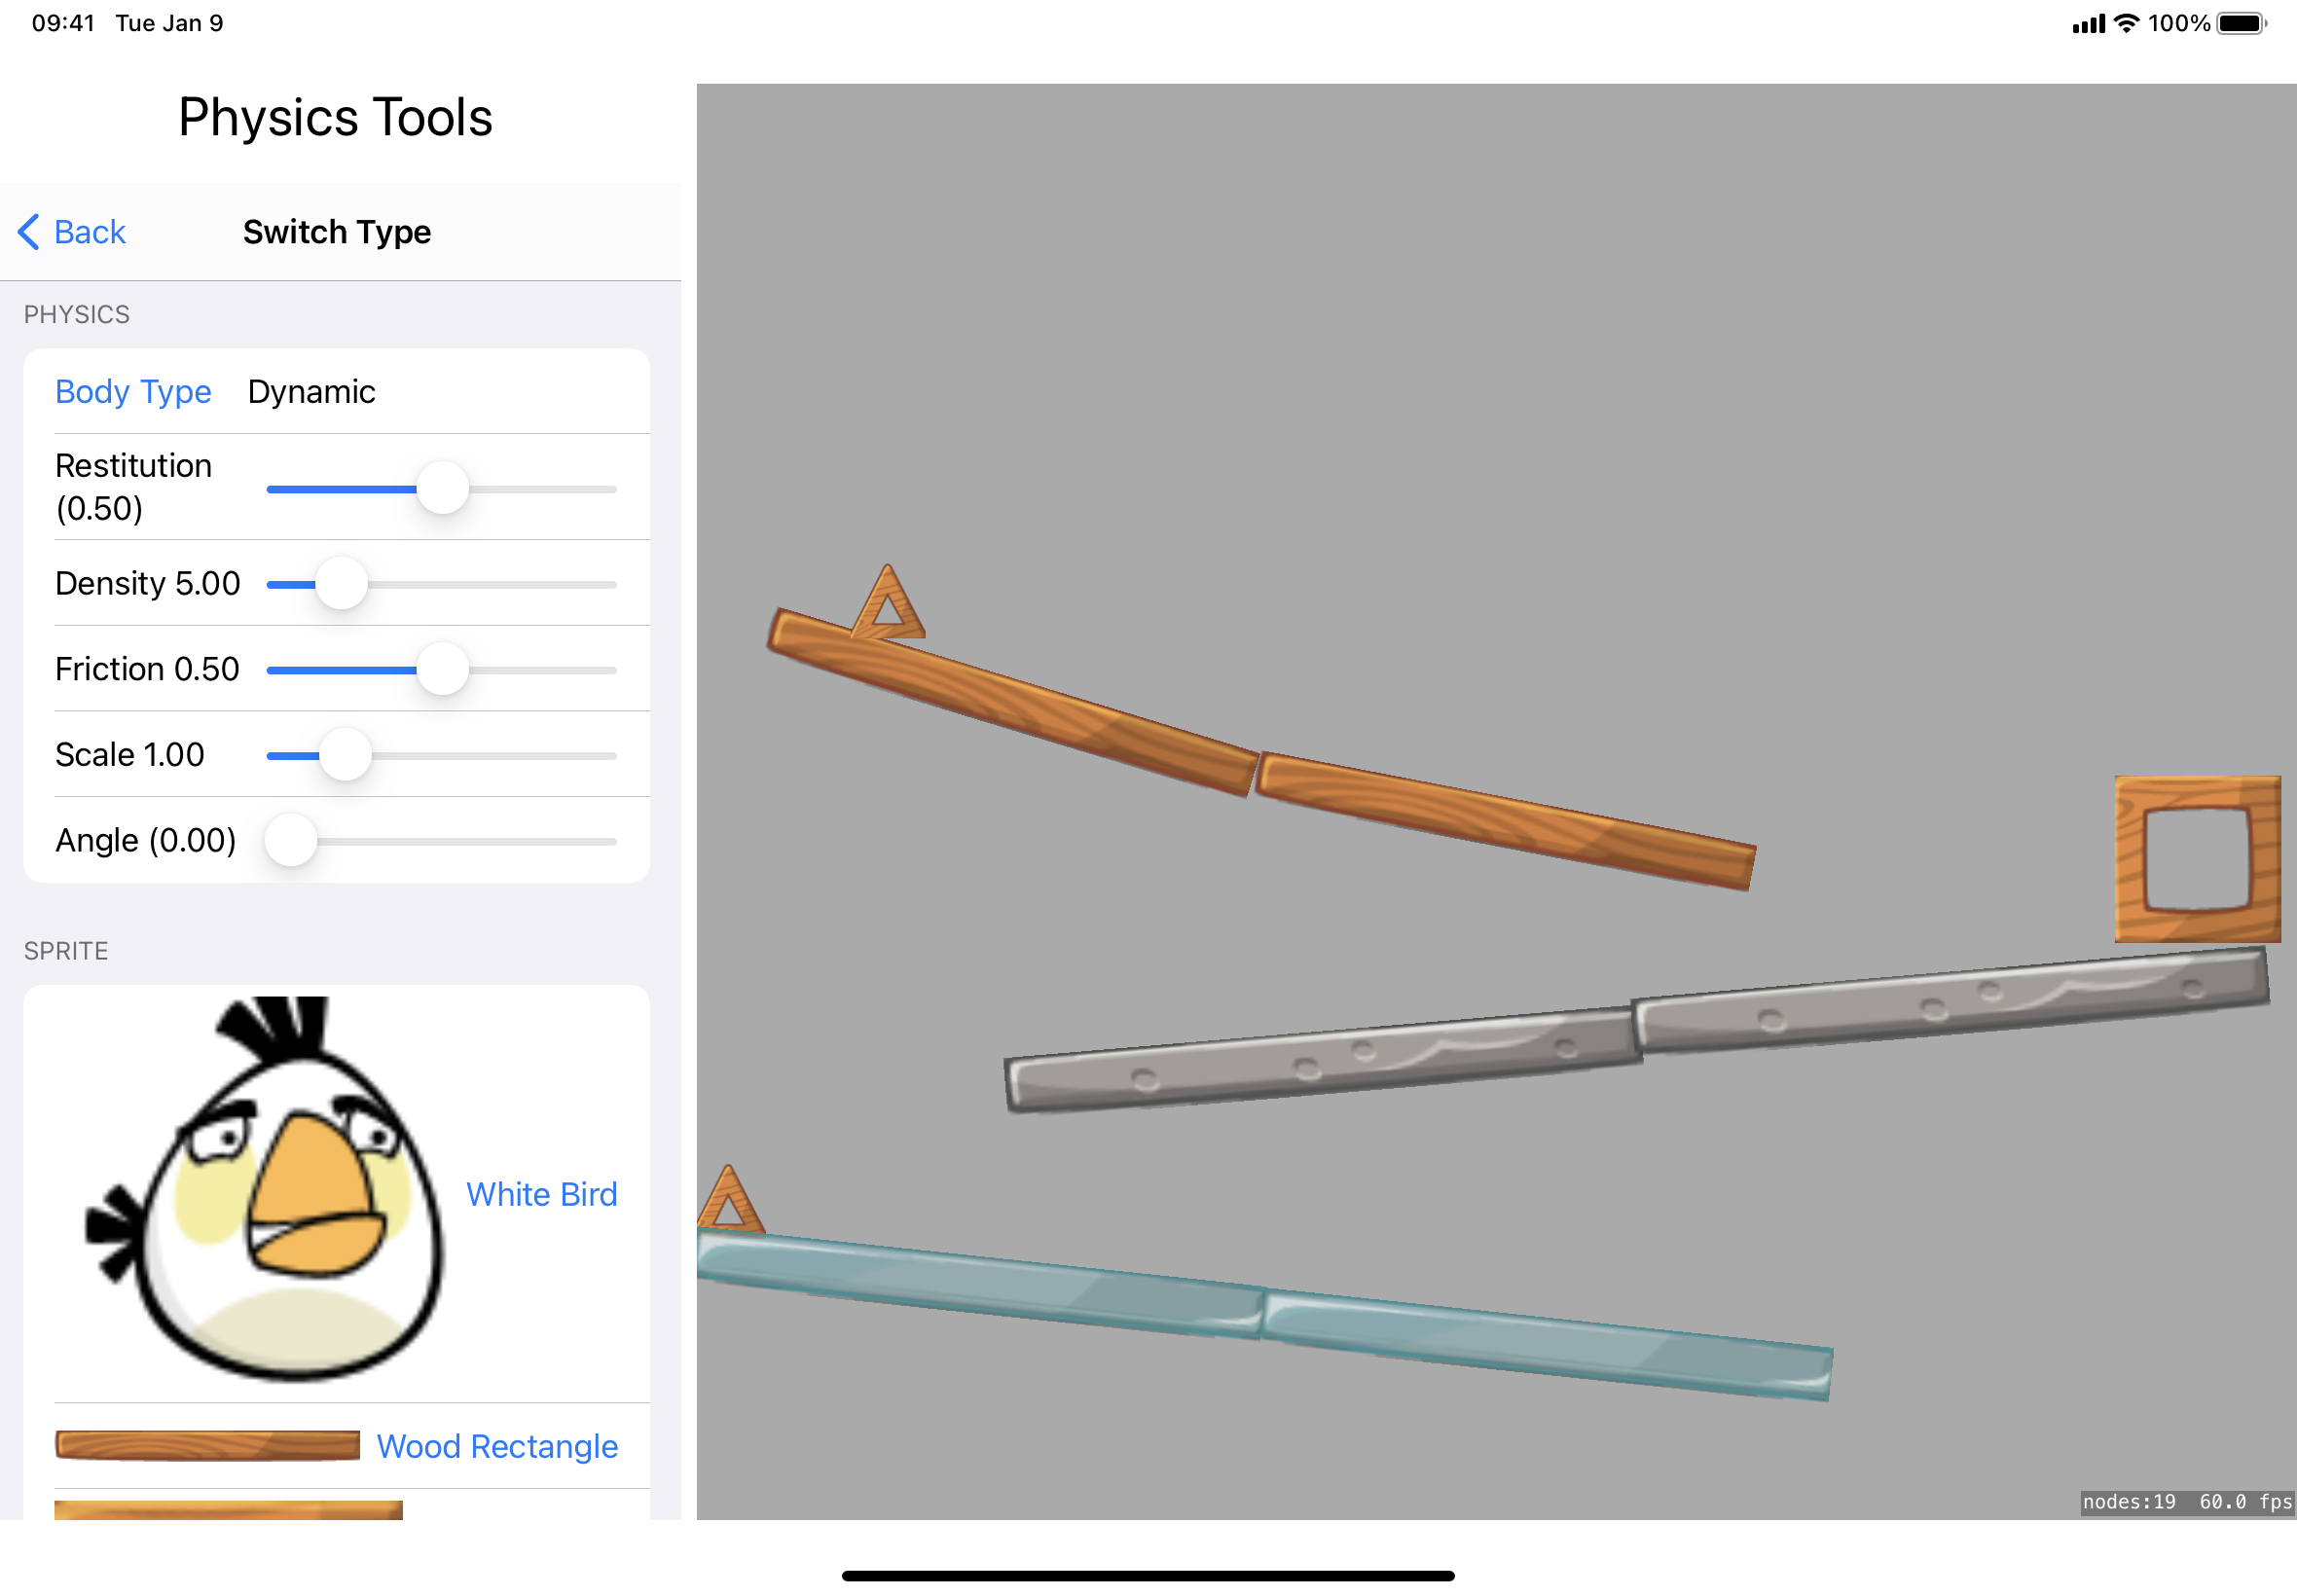 09:41 Tue Jan 9
100%
Physics Tools
Back
Switch Type
PHYSICS
Body Type Dynamic
Restitution
(0.50)
Density 5.00
Friction 0.50
Scale 1.00
Angle (0.00)
SPRITE
White Bird
Wood Rectangle
nodes:19 60.0 fps